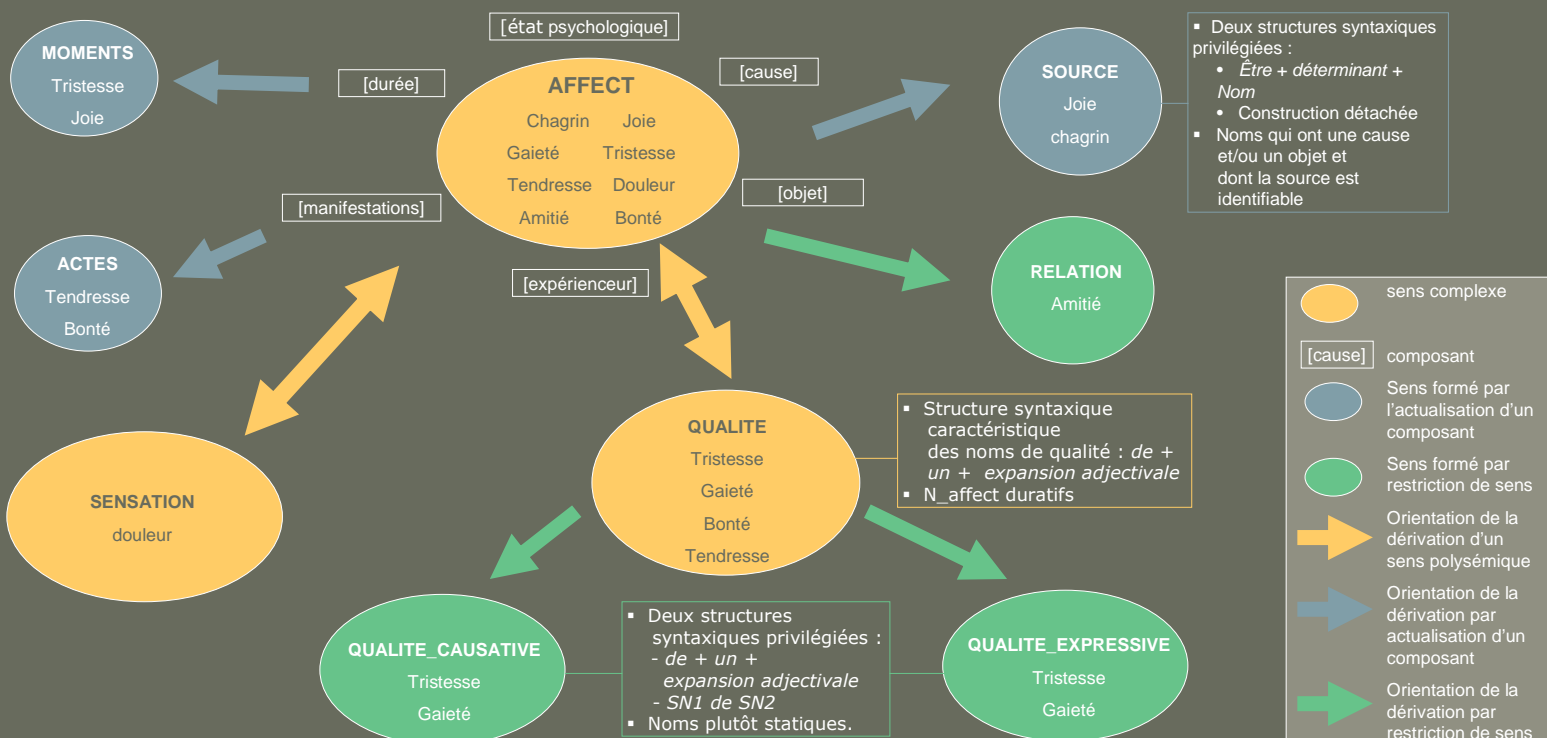 [état psychologique]
MOMENTS
Tristesse
Joie
[durée]
AFFECT
Chagrin Joie
Gaieté Tristesse
Tendresse Douleur
Amitié Bonté
[cause]
SOURCE
Joie
chagrin
▪ Deux structures syntaxiques
privilégiées :
• Être + déterminant +
Nom
• Construction détachée
▪ Noms qui ont une cause
et/ou un objet et
dont la source est
identifiable
[manifestations]
[objet]
ACTES
Tendresse
Bonté
[expérienceur]
RELATION
Amitié
SENSATION
douleur
QUALITE
Tristesse
Gaieté
Bonté
Tendresse
▪ Structure syntaxique
caractéristique
des noms de qualité : de +
un + expansion adjectivale
▪ N_affect duratifs
QUALITE_CAUSATIVE
Tristesse
Gaieté
▪ Deux structures
syntaxiques privilégiées :
- de + un +
expansion adjectivale
- SN1 de SN2
▪ Noms plutôt statiques.
QUALITE_EXPRESSIVE
Tristesse
Gaieté
sens complexe
[cause] composant
Sens formé par
l’actualisation d’un
composant
Sens formé par
restriction de sens
Orientation de la
dérivation d’un
sens polysémique
Orientation de la
dérivation par
actualisation d’un
composant
Orientation de la
dérivation par
restriction de sens